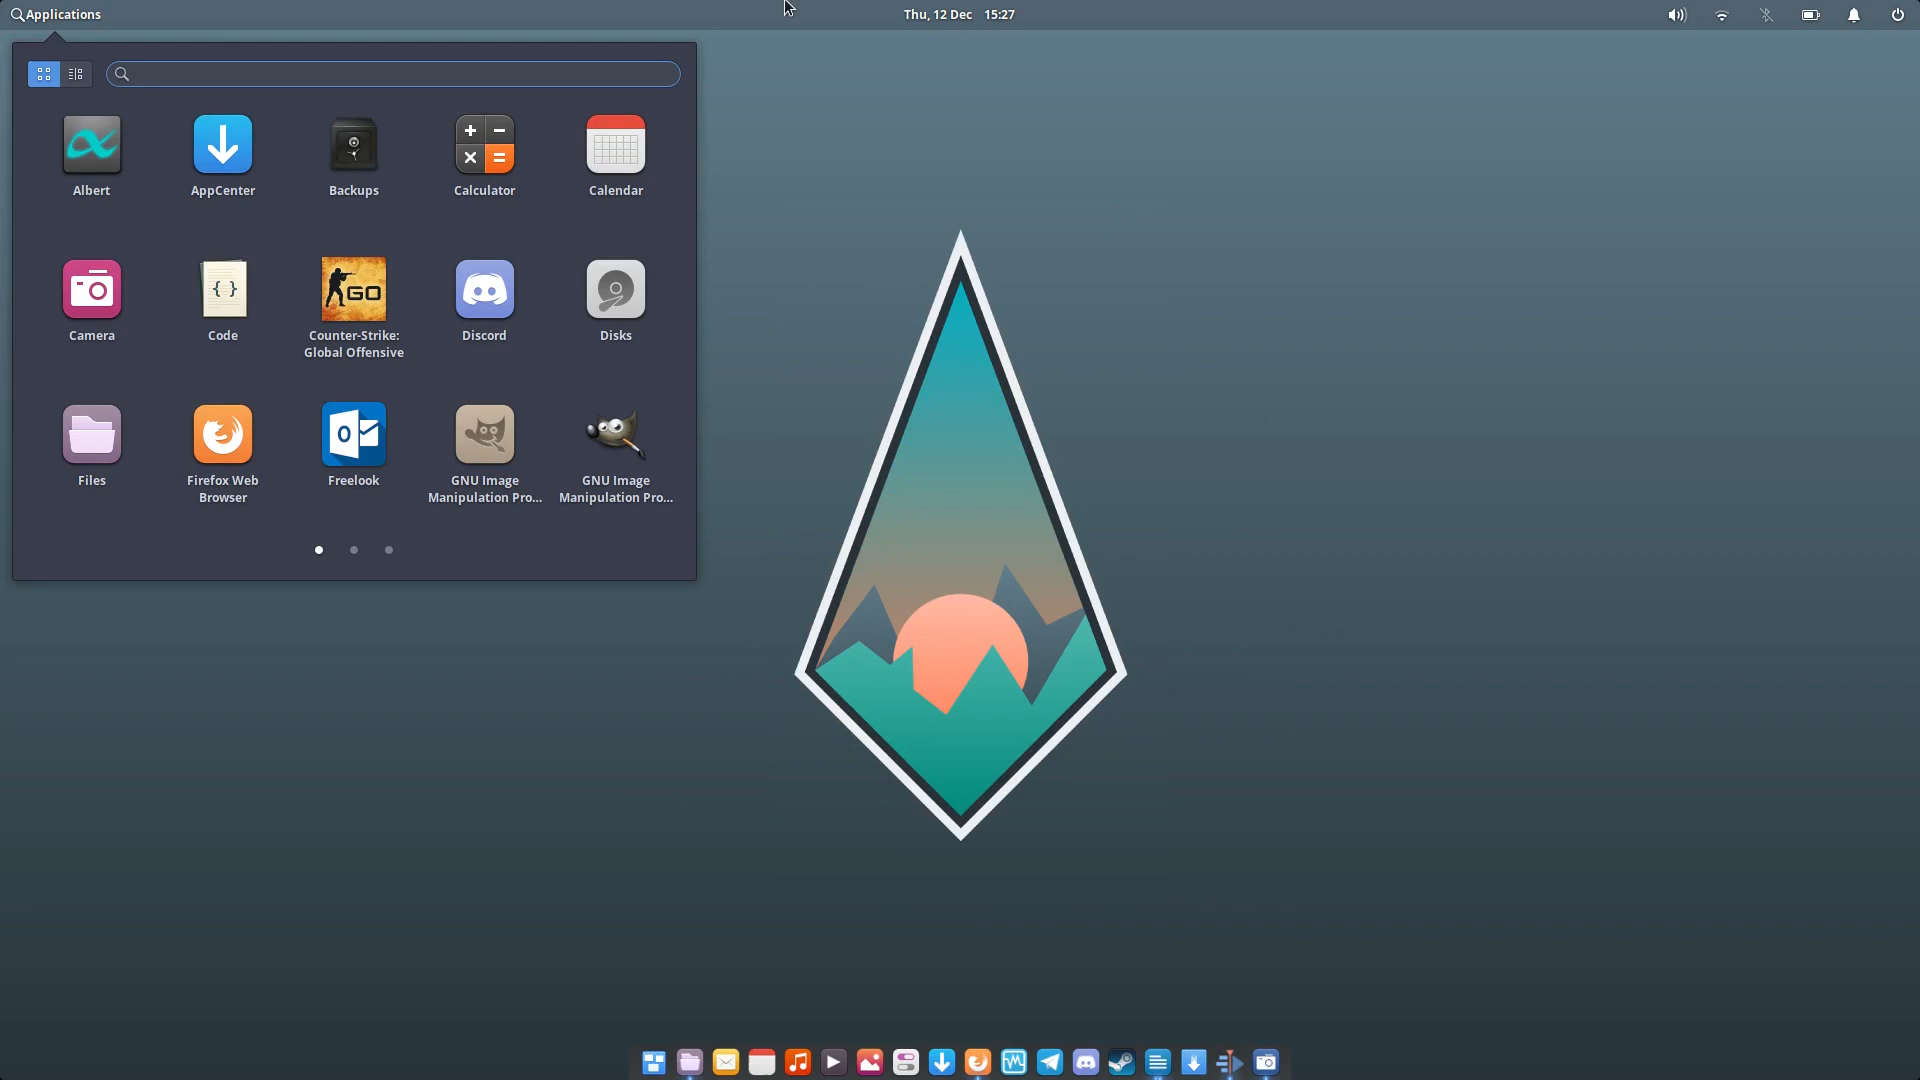 Applications
Thu, 12 Dec 15:27
Albert
AppCenter
Backups
Calculator
Calendar
Camera
Code
GO
Counter-Strike:
Global Offensive
Discord
Disks
Files
Firefox Web
Browser
Freelook
GNU Image
Manipulation Pro...
GNU Image
Manipulation Pro...